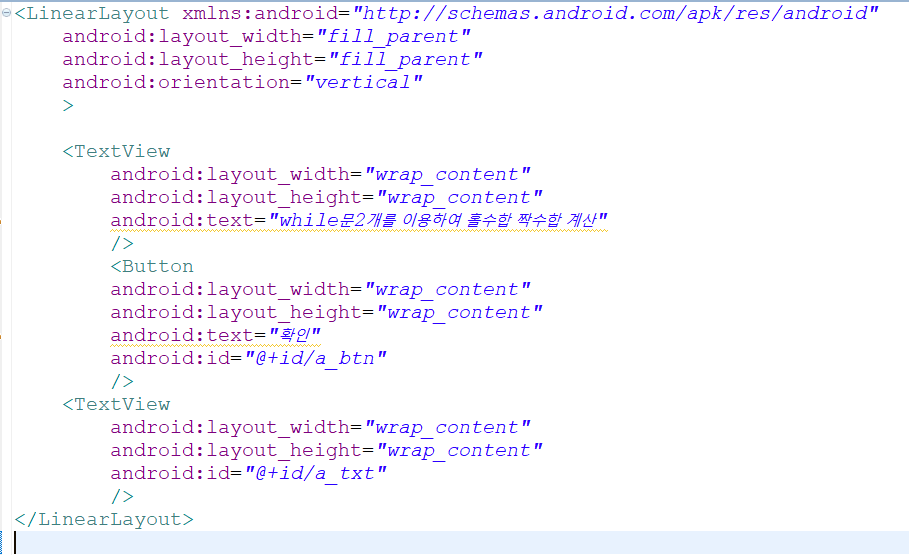 <LinearLayout xmlns:android="http://schemas.android.com/apk/res/android"
    android:layout_width="fill_parent"
    android:layout_height="fill_parent"
    android:orientation="vertical"
    >

    <TextView
        android:layout_width="wrap_content"
        android:layout_height="wrap_content"
        android:text="while문2개를 이용하여 홀수합 짝수합 계산"
        />
        <Button
        android:layout_width="wrap_content"
        android:layout_height="wrap_content"
        android:text="확인"
        android:id="@+id/a_btn"
        />
    <TextView
        android:layout_width="wrap_content"
        android:layout_height="wrap_content"
        android:id="@+id/a_txt"
        />
</LinearLayout>